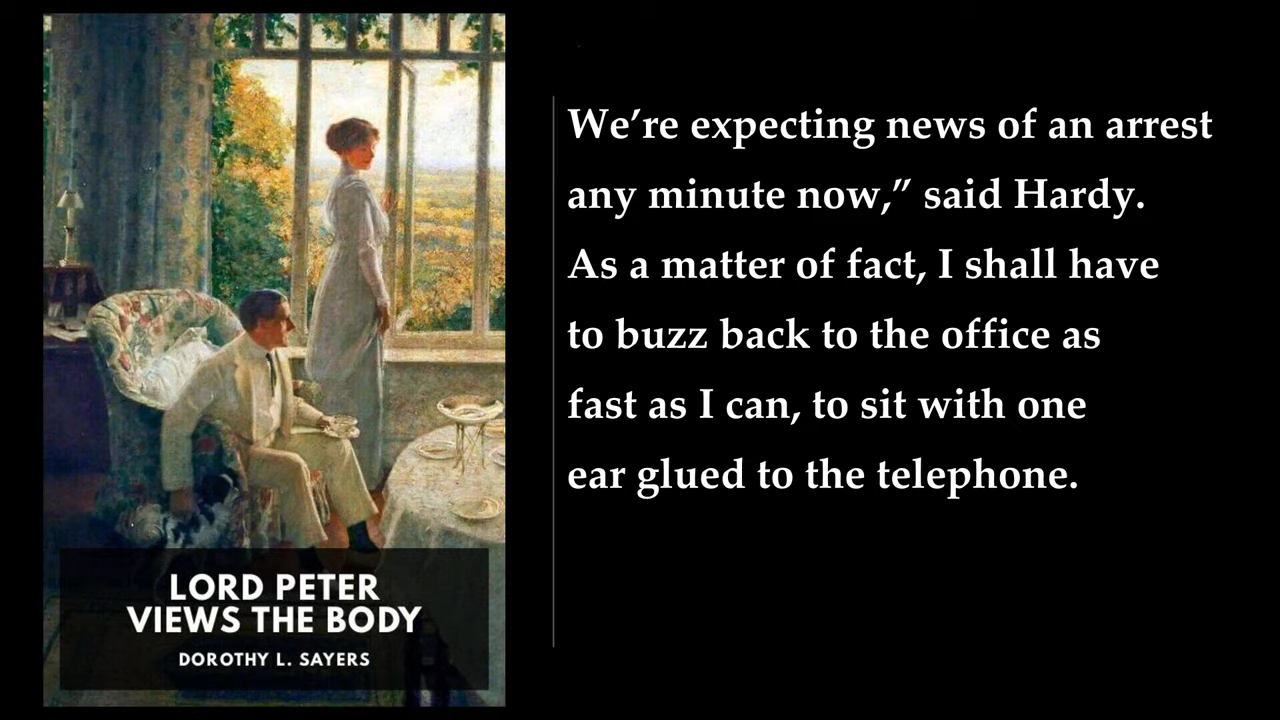 LORD PETER
VIEWS THE BODY
DOROTHY L. SAYERS
We’re expecting news of an arrest
any minute now,” said Hardy.
As a matter of fact, I shall have
to buzz back to the office as
fast as I can, to sit with one
ear glued to the telephone.